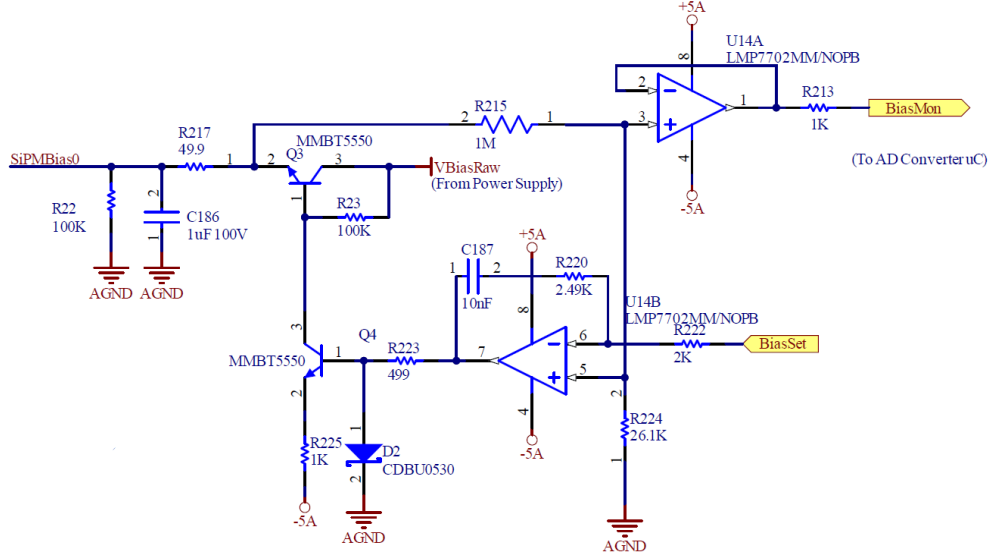 +5A
8
U14A
LMP7702MM/NOPB
2
1
R213
1K
BiasMon
(To AD Converter uC)
3
4
-5A
2
R215
1
1M
SiPMBias0
R217
49.9
1
MMBT5550
2
Q3
3
VBiasRaw
(From Power Supply)
1
R23
100K
R22
100K
2
C186
1uF 100V
1
AGND
AGND
+5A
C187
1
2
10nF
R220
2.49K
8
U14B
LMP7702MM/NOPB
6
R222
2K
BiasSet
7
5
4
-5A
3
Q4
MMBT5550
1
R223
499
2
R225
1K
-5A
1
D2
CDBU0530
2
AGND
2
R224
26.1K
1
AGND